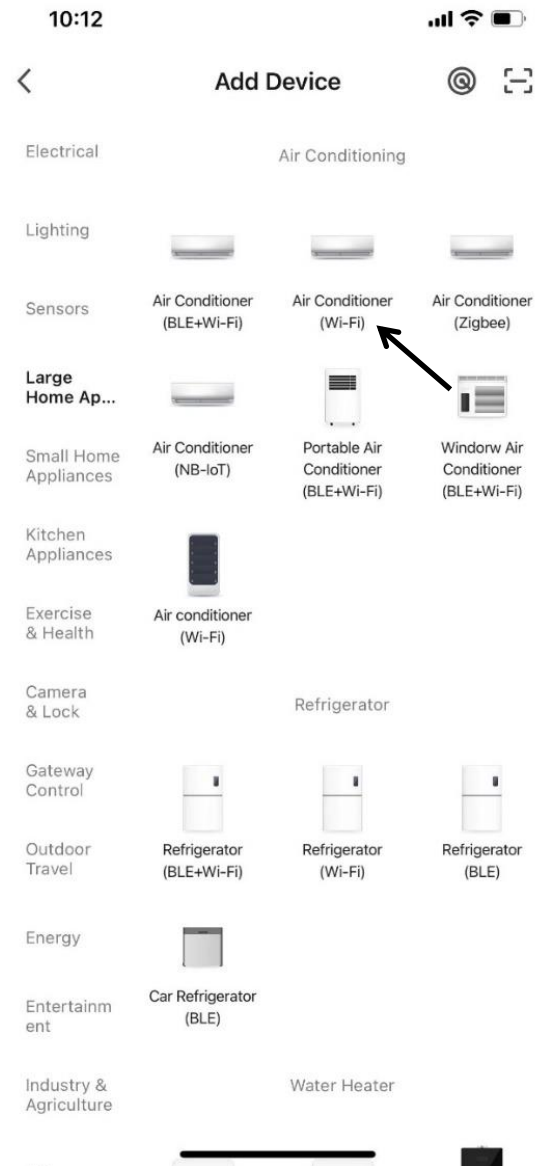 10:12
Add Device
Electrical
Lighting
Sensors
Large
Home Ap...
Small Home
Appliances
Kitchen
Appliances
Exercise
& Health
Camera
& Lock
Gateway
Control
Outdoor
Travel
Energy
Entertainm
ent
Industry &
Agriculture
Air Conditioning
Air Conditioner
(BLE+Wi-Fi)
Air Conditioner
(Wi-Fi)
Air Conditioner
(Zigbee)
Air Conditioner
(NB-IoT)
Portable Air
Conditioner
(BLE+Wi-Fi)
Windorw Air
Conditioner
(BLE+Wi-Fi)
Air conditioner
(Wi-Fi)
Refrigerator
Refrigerator
(BLE+Wi-Fi)
Refrigerator
(Wi-Fi)
Refrigerator
(BLE)
Car Refrigerator
(BLE)
Water Heater